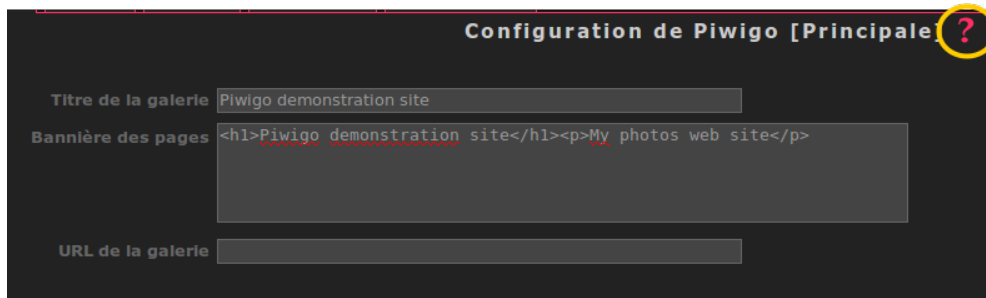 Configuration de Piwigo [Principale] ?
Titre de la galerie Piwigo demonstration site
Bannière des pages <h1>Piwigo demonstration site</h1><p>My photos web site</p>
URL de la galerie